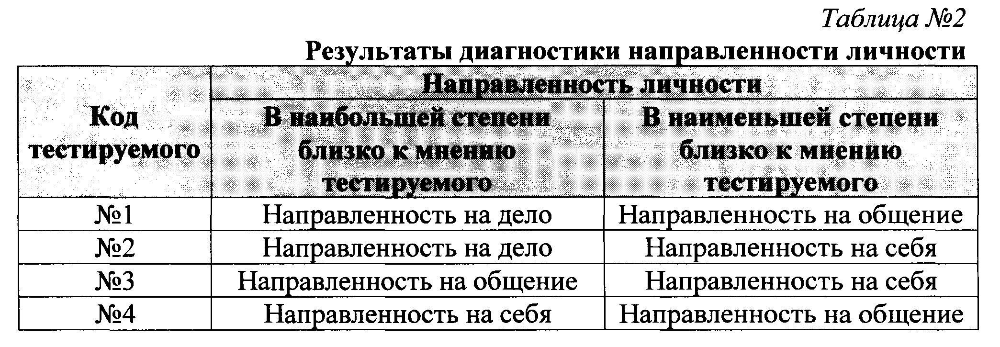 Таблица №2
Результаты диагностики направленности личности
Код
тестируемого
Направленность личности
В наибольшей степени
близко к мнению
тестируемого
В наименьшей степени
близко к мнению
тестируемого
№1 Направленность на дело Направленность на общение
№2 Направленность на дело Направленность на себя
№3 Направленность на общение Направленность на себя
№4 Направленность на себя Направленность на общение